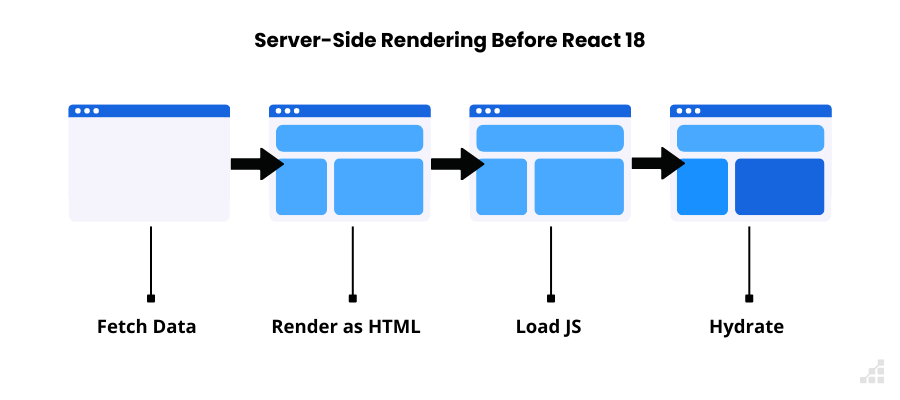 Server-Side Rendering Before React 18
Fetch Data
Render as HTML
Load JS
Hydrate